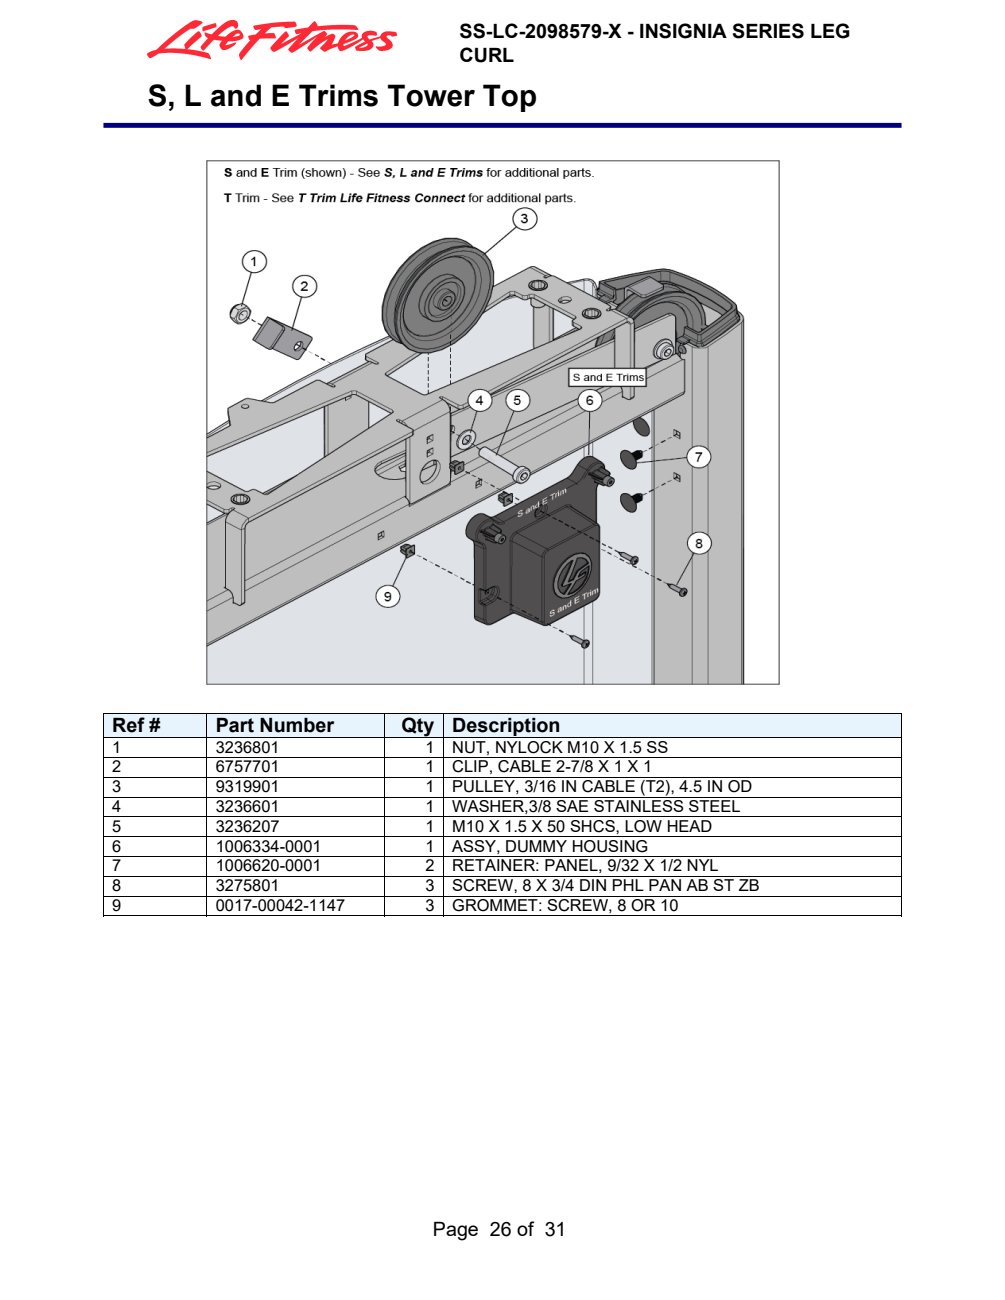 Life Fitness
SS-LC-2098579-X - INSIGNIA SERIES LEG
CURL
S, L and E Trims Tower Top
S and E Trim (shown) - See S, L and E Trims for additional parts.
T Trim - See T Trim Life Fitness Connect for additional parts.
3
1
2
S and E Trims
4
5
6
7
S and E Trim
8
9
S and E Trim
Ref # Part Number Qty Description
1 3236801 1 NUT, NYLOCK M10 X 1.5 SS
2 6757701 1 CLIP, CABLE 2-7/8 X 1 X 1
3 9319901 1 PULLEY, 3/16 IN CABLE (T2), 4.5 IN OD
4 3236601 1 WASHER,3/8 SAE STAINLESS STEEL
5 3236207 1 M10 X 1.5 X 50 SHCS, LOW HEAD
6 1006334-0001 1 ASSY, DUMMY HOUSING
7 1006620-0001 2 RETAINER: PANEL, 9/32 X 1/2 NYL
8 3275801 3 SCREW, 8 X 3/4 DIN PHL PAN AB ST ZB
9 0017-00042-1147 3 GROMMET: SCREW, 8 OR 10
Page 26 of 31